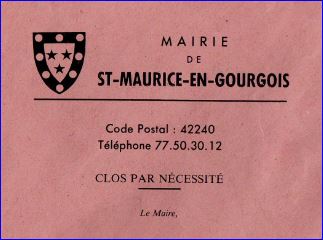 MAIRIE
DE
ST-MAURICE-EN-GOURGOIS
Code Postal : 42240
Téléphone 77.50.30.12
CLOS PAR NÉCESSITÉ
Le Maire,